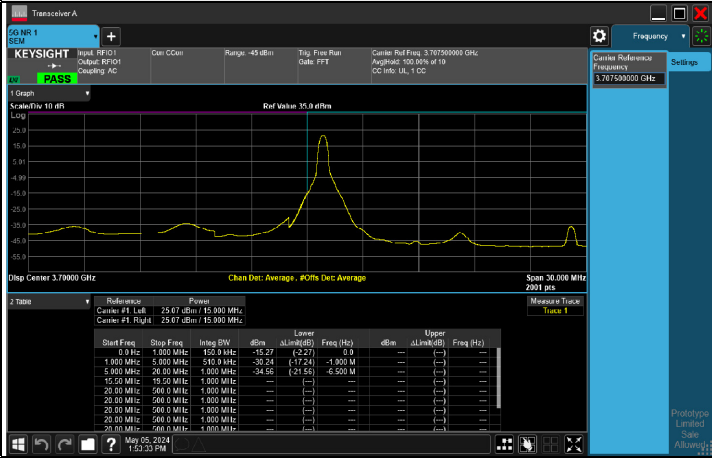 Transceiver A
5G NR 1
SEM
Frequency
KEYSIGHT
Input: RFIO1
Output: RFIO1
Coupling: AC
Corr CCorr
Range: -45 dBm
Trig: Free Run
Gate: FFT
Carrier Ref Freq: 3.707500000 GHz
Avg|Hold: 100.00% of 10
CC Info: UL, 1 CC
PASS
Carrier Reference
Frequency
3.707500000 GHz
Settings
1 Graph
Scale/Div 10 dB
Ref Value 35.0 dBm
Log
25.0
15.0
5.91
-4.99
-15.0
-25.0
-35.0
-45.0
-55.0
Disp Center 3.70000 GHz
Chan Det: Average , #Offs Det: Average
Span 30.000 MHz
2001 pts
2 Table
Reference Power
Carrier #1. Left 25.07 dBm / 15.000 MHz
Carrier #1. Right 25.07 dBm / 15.000 MHz
Measure Trace
Trace 1
Lower Upper
Start Freq Stop Freq Integ BW dBm ΔLimit(dB) Freq (Hz) dBm ΔLimit(dB) Freq (Hz)
0.0 Hz 1.000 MHz 150.0 kHz -15.27 (-2.27) 0.0 --- (---) ---
1.000 MHz 5.000 MHz 510.0 kHz -30.24 (-17.24) -1.000 M --- (---) ---
5.000 MHz 20.00 MHz 1.000 MHz -34.56 (-21.56) -6.500 M --- (---) ---
15.50 MHz 19.50 MHz 1.000 MHz --- (---) --- --- (---) ---
20.00 MHz 500.0 MHz 1.000 MHz --- (---) --- --- (---) ---
20.00 MHz 500.0 MHz 1.000 MHz --- (---) --- --- (---) ---
20.00 MHz 500.0 MHz 1.000 MHz --- (---) --- --- (---) ---
20.00 MHz 500.0 MHz 1.000 MHz --- (---) --- --- (---) ---
20.00 MHz 500.0 MHz 1.000 MHz --- (---) --- --- (---) ---
May 05, 2024
1:53:33 PM
Prototype
Limited
Sale
Allowed